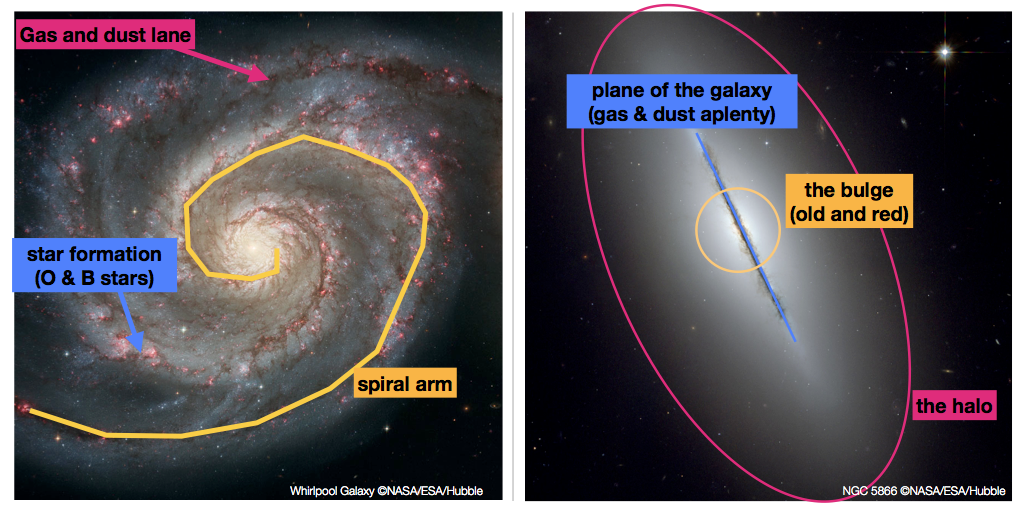 Gas and dust lane
star formation
(O & B stars)
spiral arm
Whirlpool Galaxy ©NASA/ESA/Hubble
plane of the galaxy
(gas & dust aplenty)
the bulge
(old and red)
the halo
NGC 5866 ©NASA/ESA/Hubble